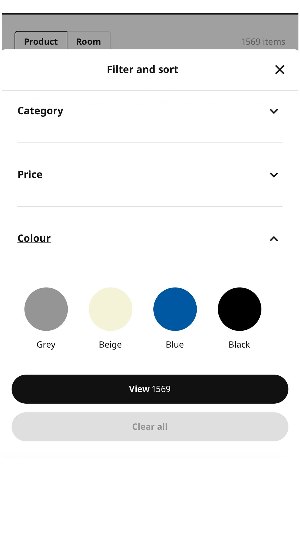 Product Room 1569 items
Filter and sort
Category
Price
Colour
Grey Beige Blue Black
View 1569
Clear all